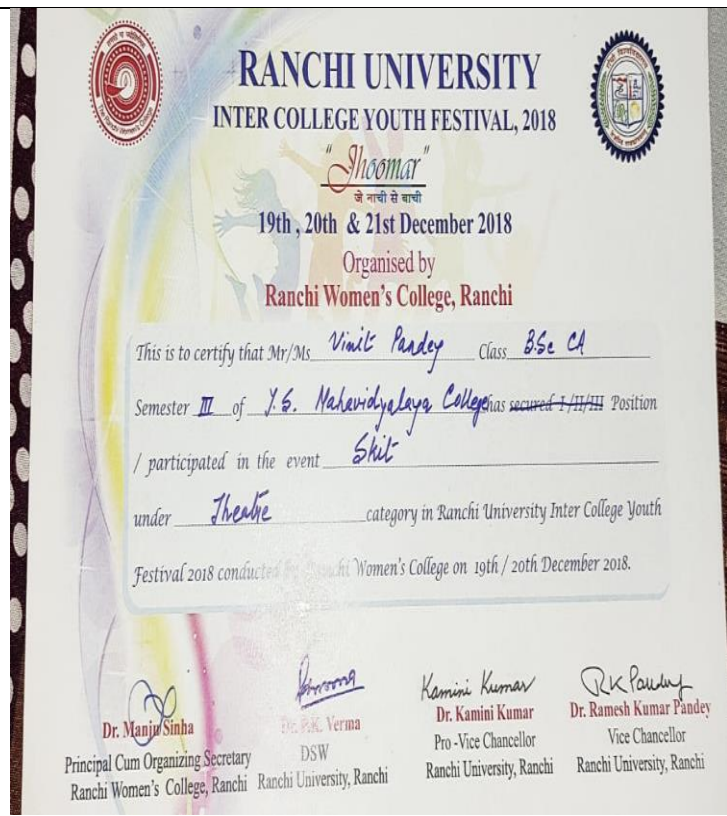 RANCHI UNIVERSITY
INTER COLLEGE YOUTH FESTIVAL, 2018
"Jhoomar"
जे नाची से बाची
19th , 20th & 21st December 2018
Organised by
Ranchi Women's College, Ranchi
This is to certify that Mr/Ms Vinit Pandey Class B.Sc CA
Semester III of Y.S. Mahavidyalaya College has secured I/II/III Position
/ participated in the event Skit
under Theatre category in Ranchi University Inter College Youth
Festival 2018 conducted by Ranchi Women's College on 19th / 20th December 2018.
Kamini Kumar RK Pandey
Dr. Manju Sinha Dr. P.K. Verma Dr. Kamini Kumar Dr. Ramesh Kumar Pandey
Principal Cum Organizing Secretary DSW Pro -Vice Chancellor Vice Chancellor
Ranchi Women's College, Ranchi Ranchi University, Ranchi Ranchi University, Ranchi Ranchi University, Ranchi